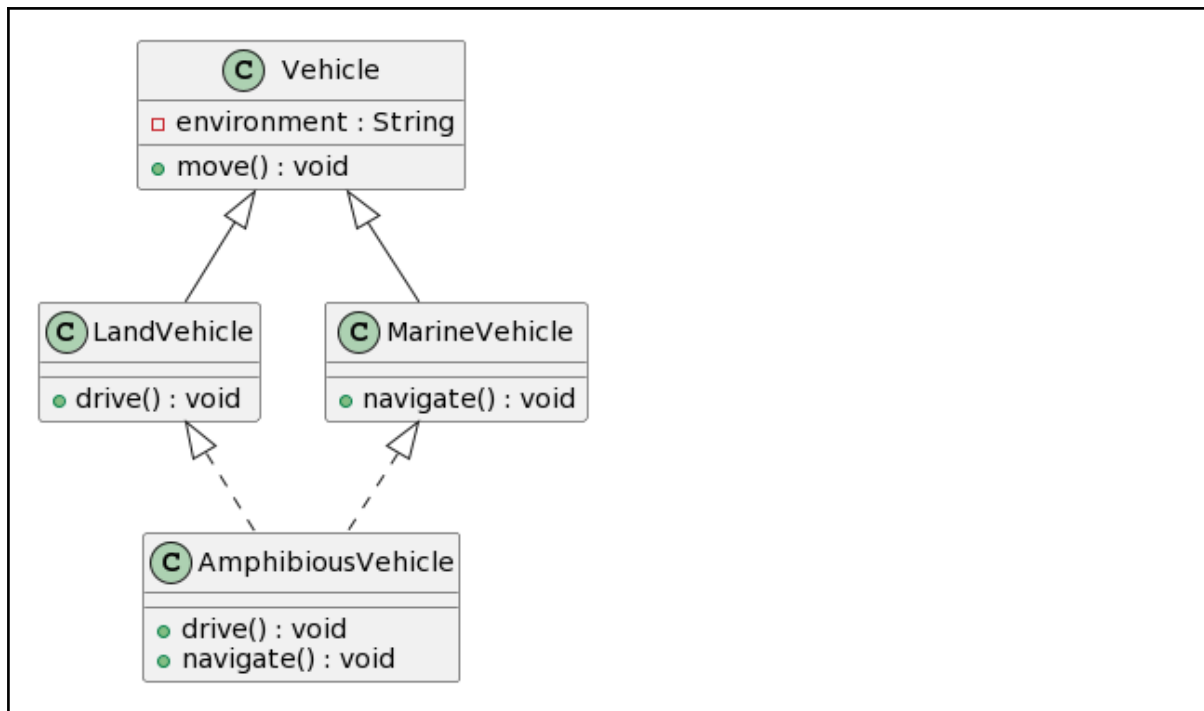 C Vehicle
environment : String
move() : void
C LandVehicle
drive() : void
C MarineVehicle
navigate() : void
C AmphibiousVehicle
drive() : void
navigate() : void